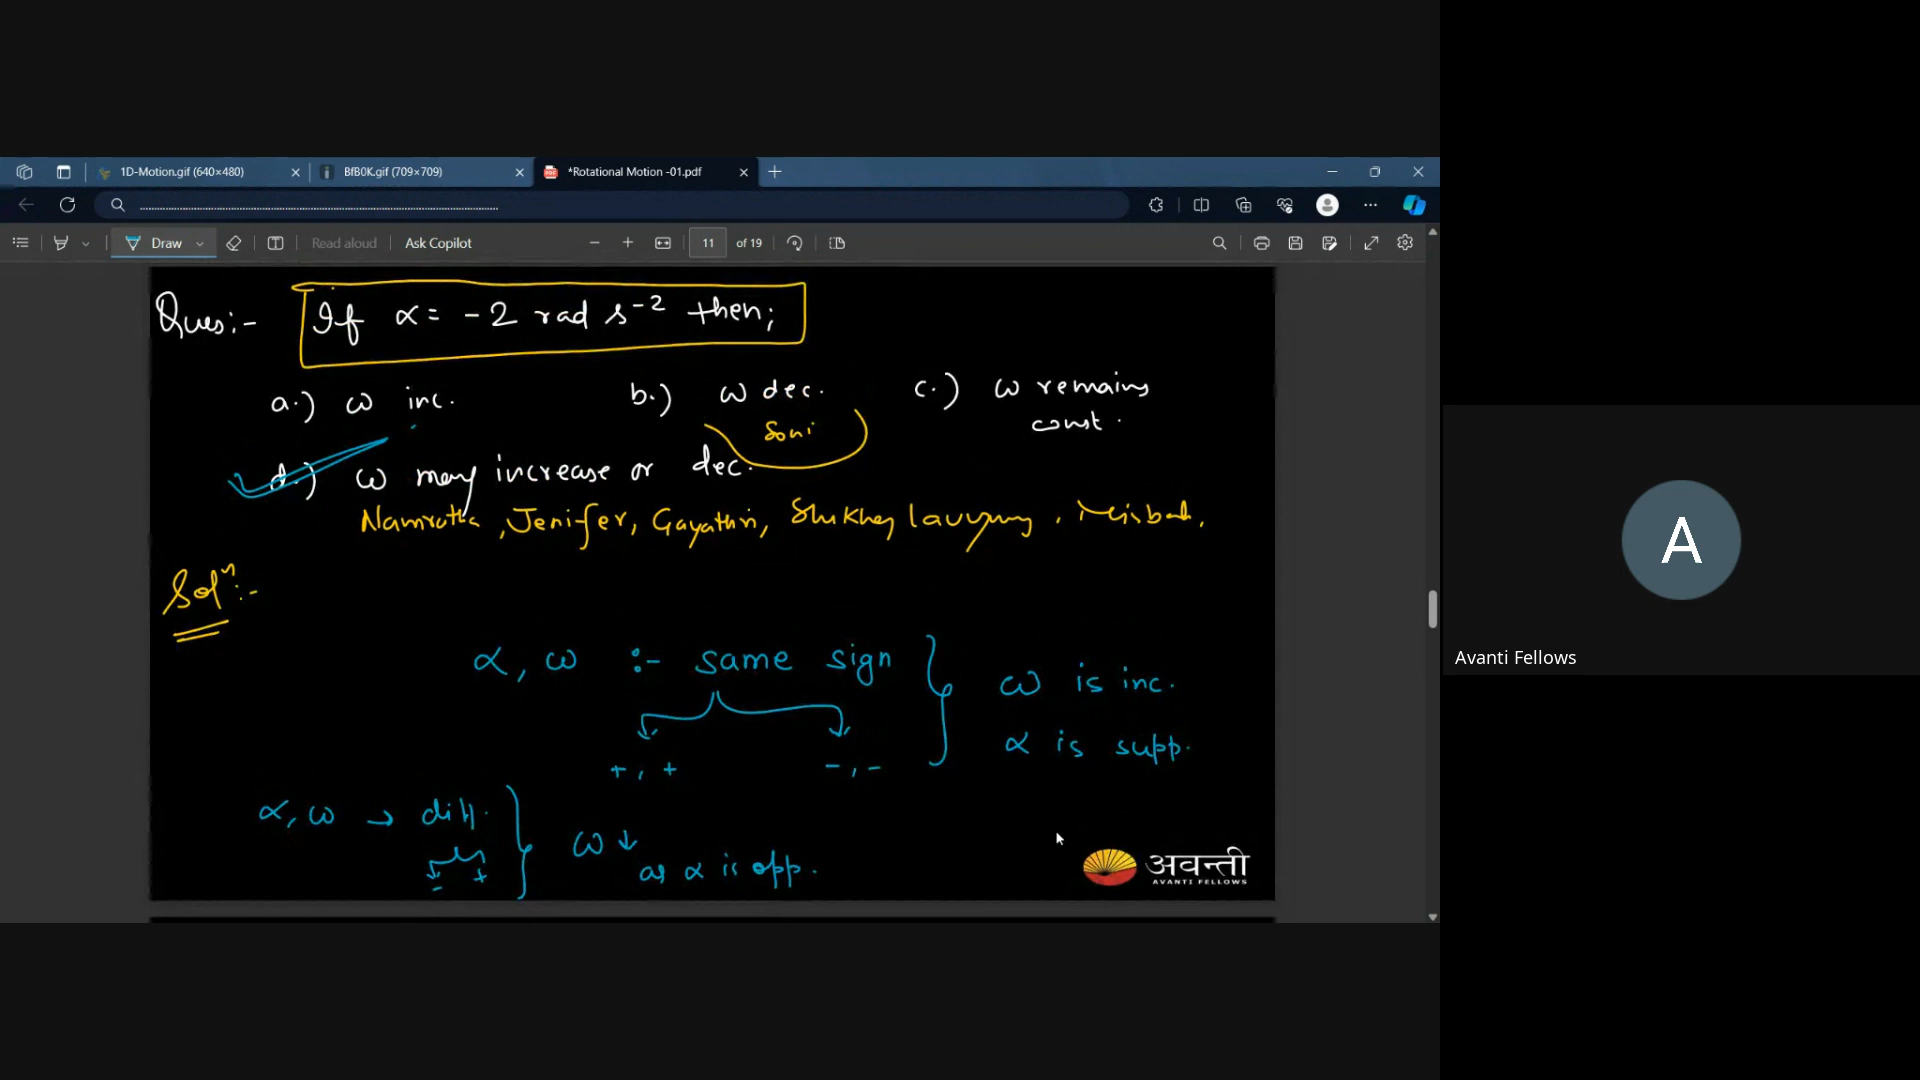 1D-Motion.gif (640×480)
BfB0K.gif (709×709)
*Rotational Motion -01.pdf
Draw
Read aloud
Ask Copilot
11 of 19
Ques:- If α = -2 rad s⁻² then;
a.) ω inc.
b.) ω dec.
c.) ω remains const.
Soni
d.) ω may increase or dec.
Namratha, Jenifer, Gayathri,
Solⁿ:-
α, ω :- same sign
+, +
-, -
ω is inc.
α is supp.
α, ω → diff.
- +
ω ↓
as α is opp.
अवन्ती
AVANTI FELLOWS
A
Avanti Fellows